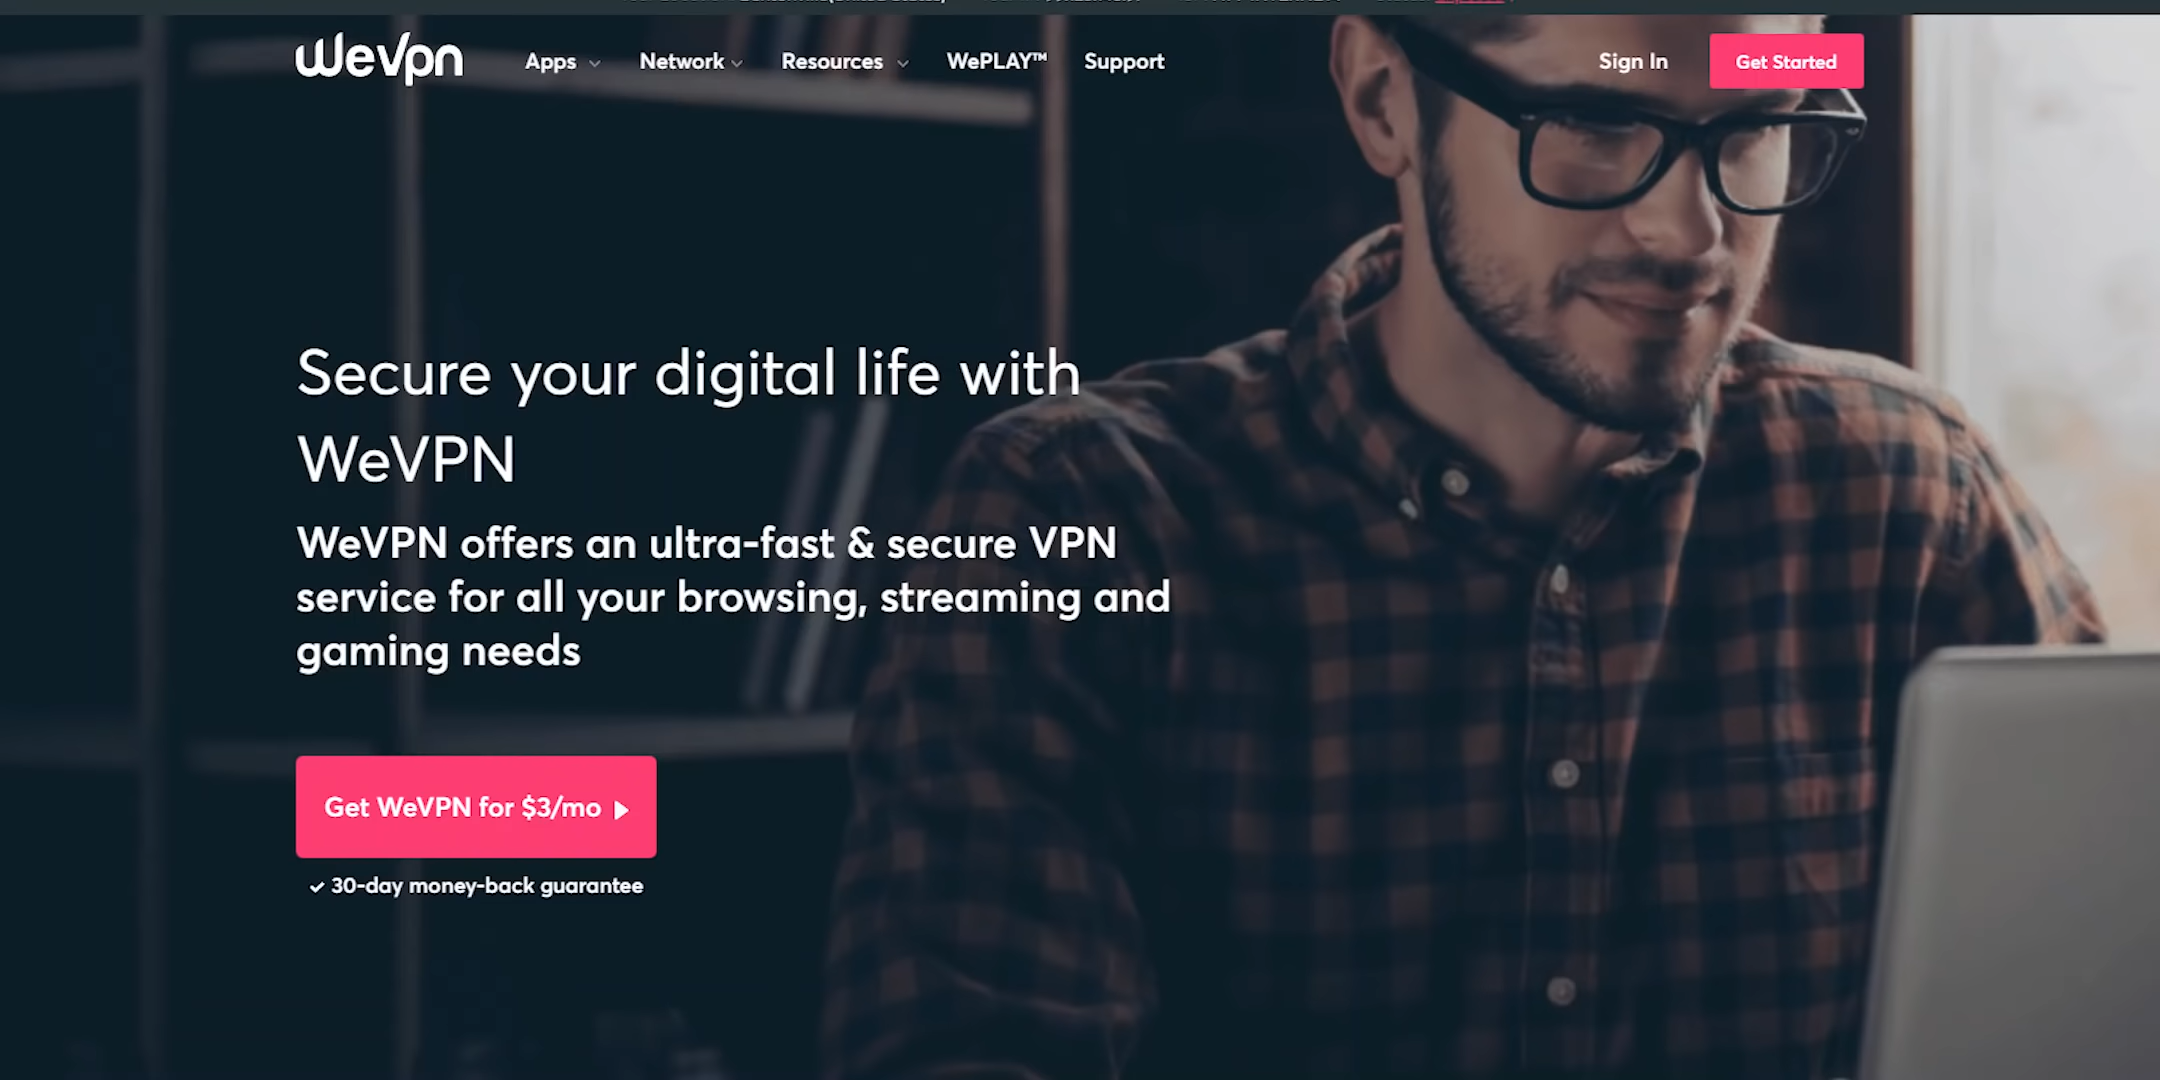 WeVpn
Apps
Network
Resources
WePLAY™
Support
Sign In
Get Started
Secure your digital life with
WeVPN
WeVPN offers an ultra-fast & secure VPN
service for all your browsing, streaming and
gaming needs
Get WeVPN for $3/mo
30-day money-back guarantee